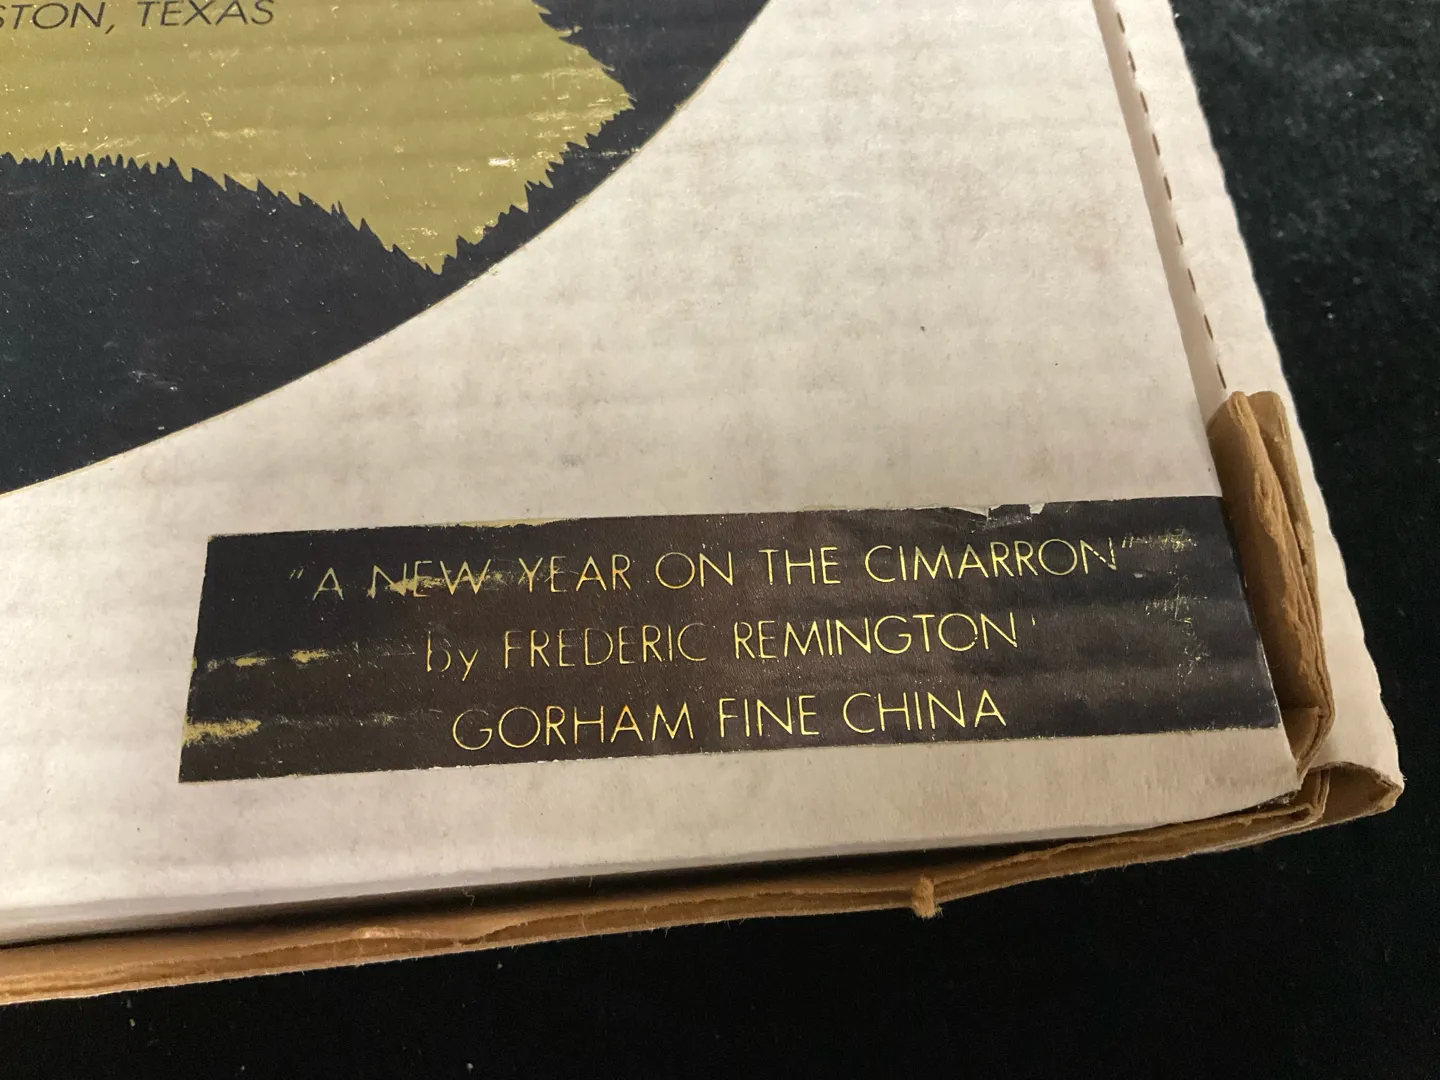 STON, TEXAS
"A NEW YEAR ON THE CIMARRON"
by FREDERIC REMINGTON
GORHAM FINE CHINA